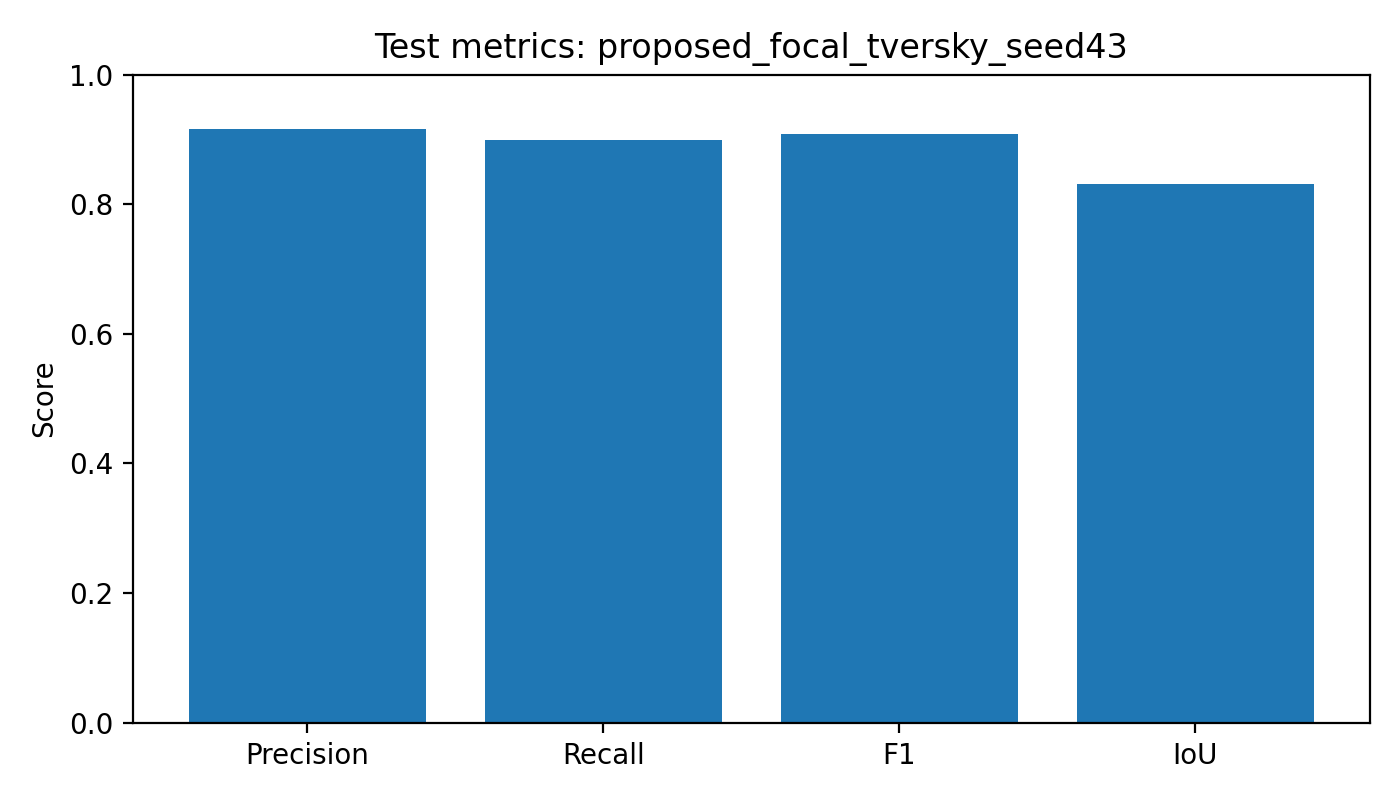 Test metrics: proposed_focal_tversky_seed43
1.0
0.8
0.6
0.4
0.2
0.0
Score
Precision
Recall
F1
IoU